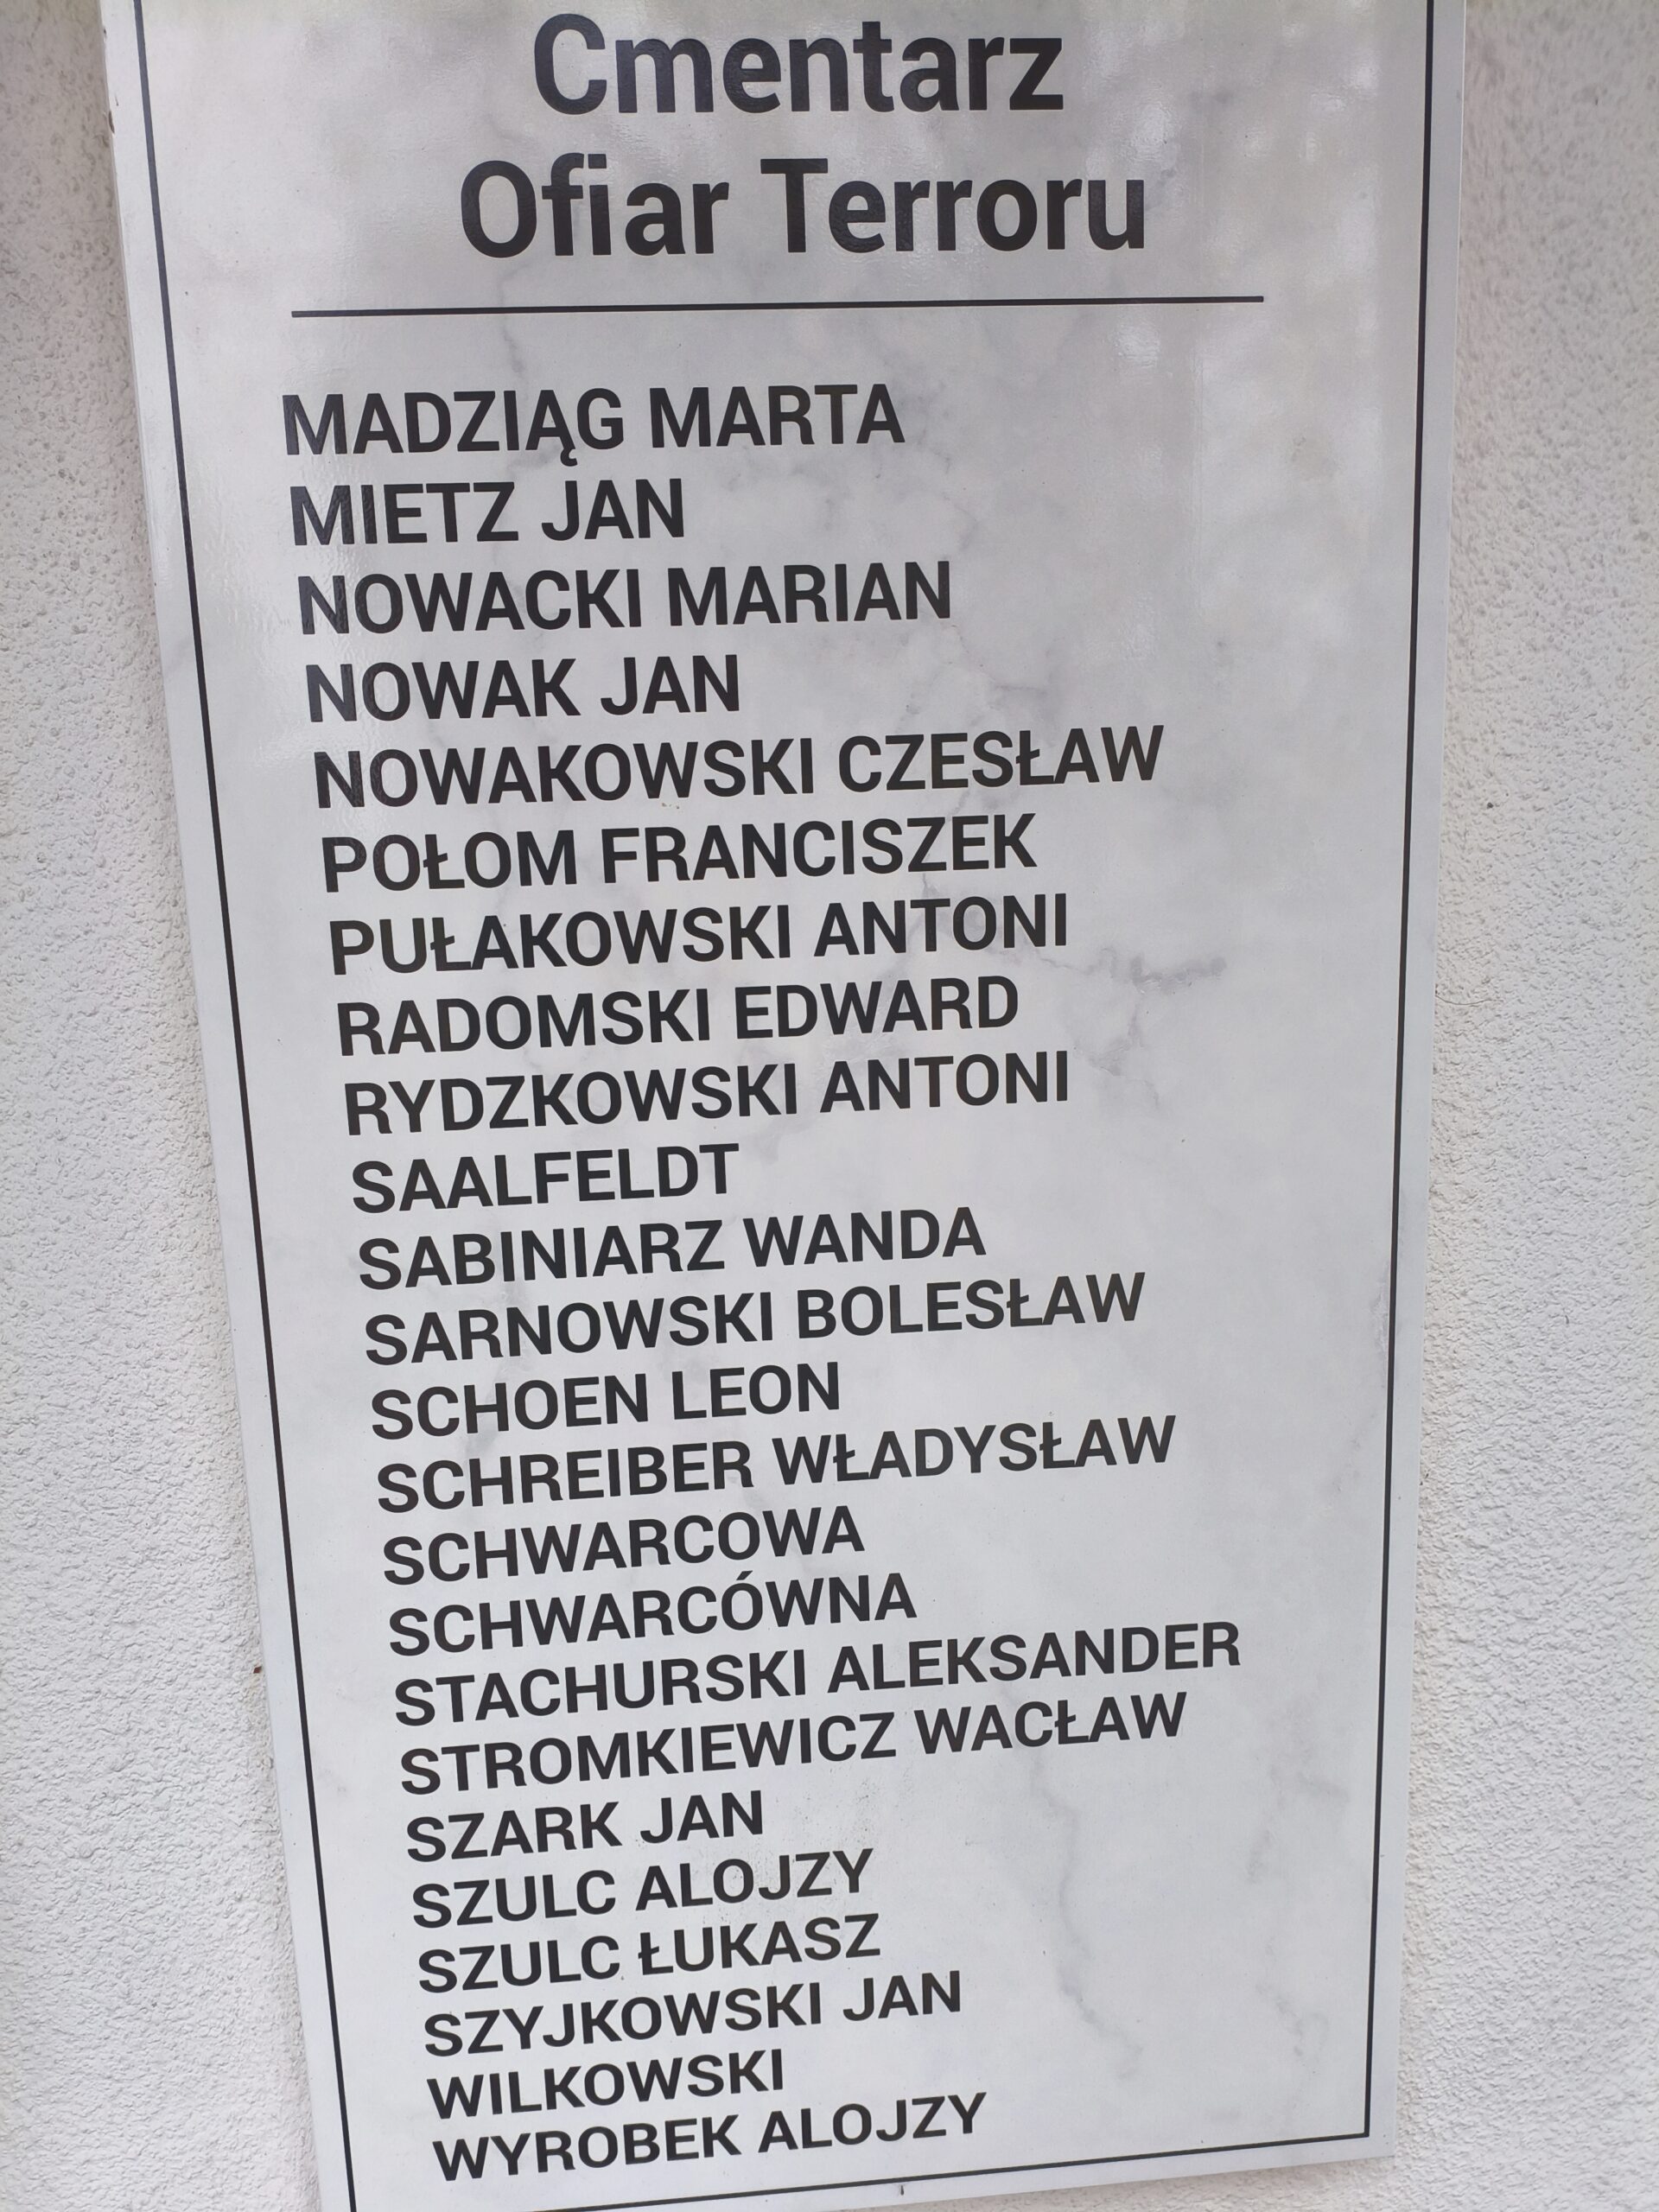 Cmentarz
Ofiar Terroru
MADZIĄG MARTA
MIETZ JAN
NOWACKI MARIAN
NOWAK JAN
NOWAKOWSKI CZESŁAW
POŁOM FRANCISZEK
PUŁAKOWSKI ANTONI
RADOMSKI EDWARD
RYDZKOWSKI ANTONI
SAALFELDT
SABINIARZ WANDA
SARNOWSKI BOLESŁAW
SCHOEN LEON
SCHREIBER WŁADYSŁAW
SCHWARCOWA
SCHWARCÓWNA
STACHURSKI ALEKSANDER
STROMKIEWICZ WACŁAW
SZARK JAN
SZULC ALOJZY
SZULC ŁUKASZ
SZYJKOWSKI JAN
WILKOWSKI
WYROBEK ALOJZY